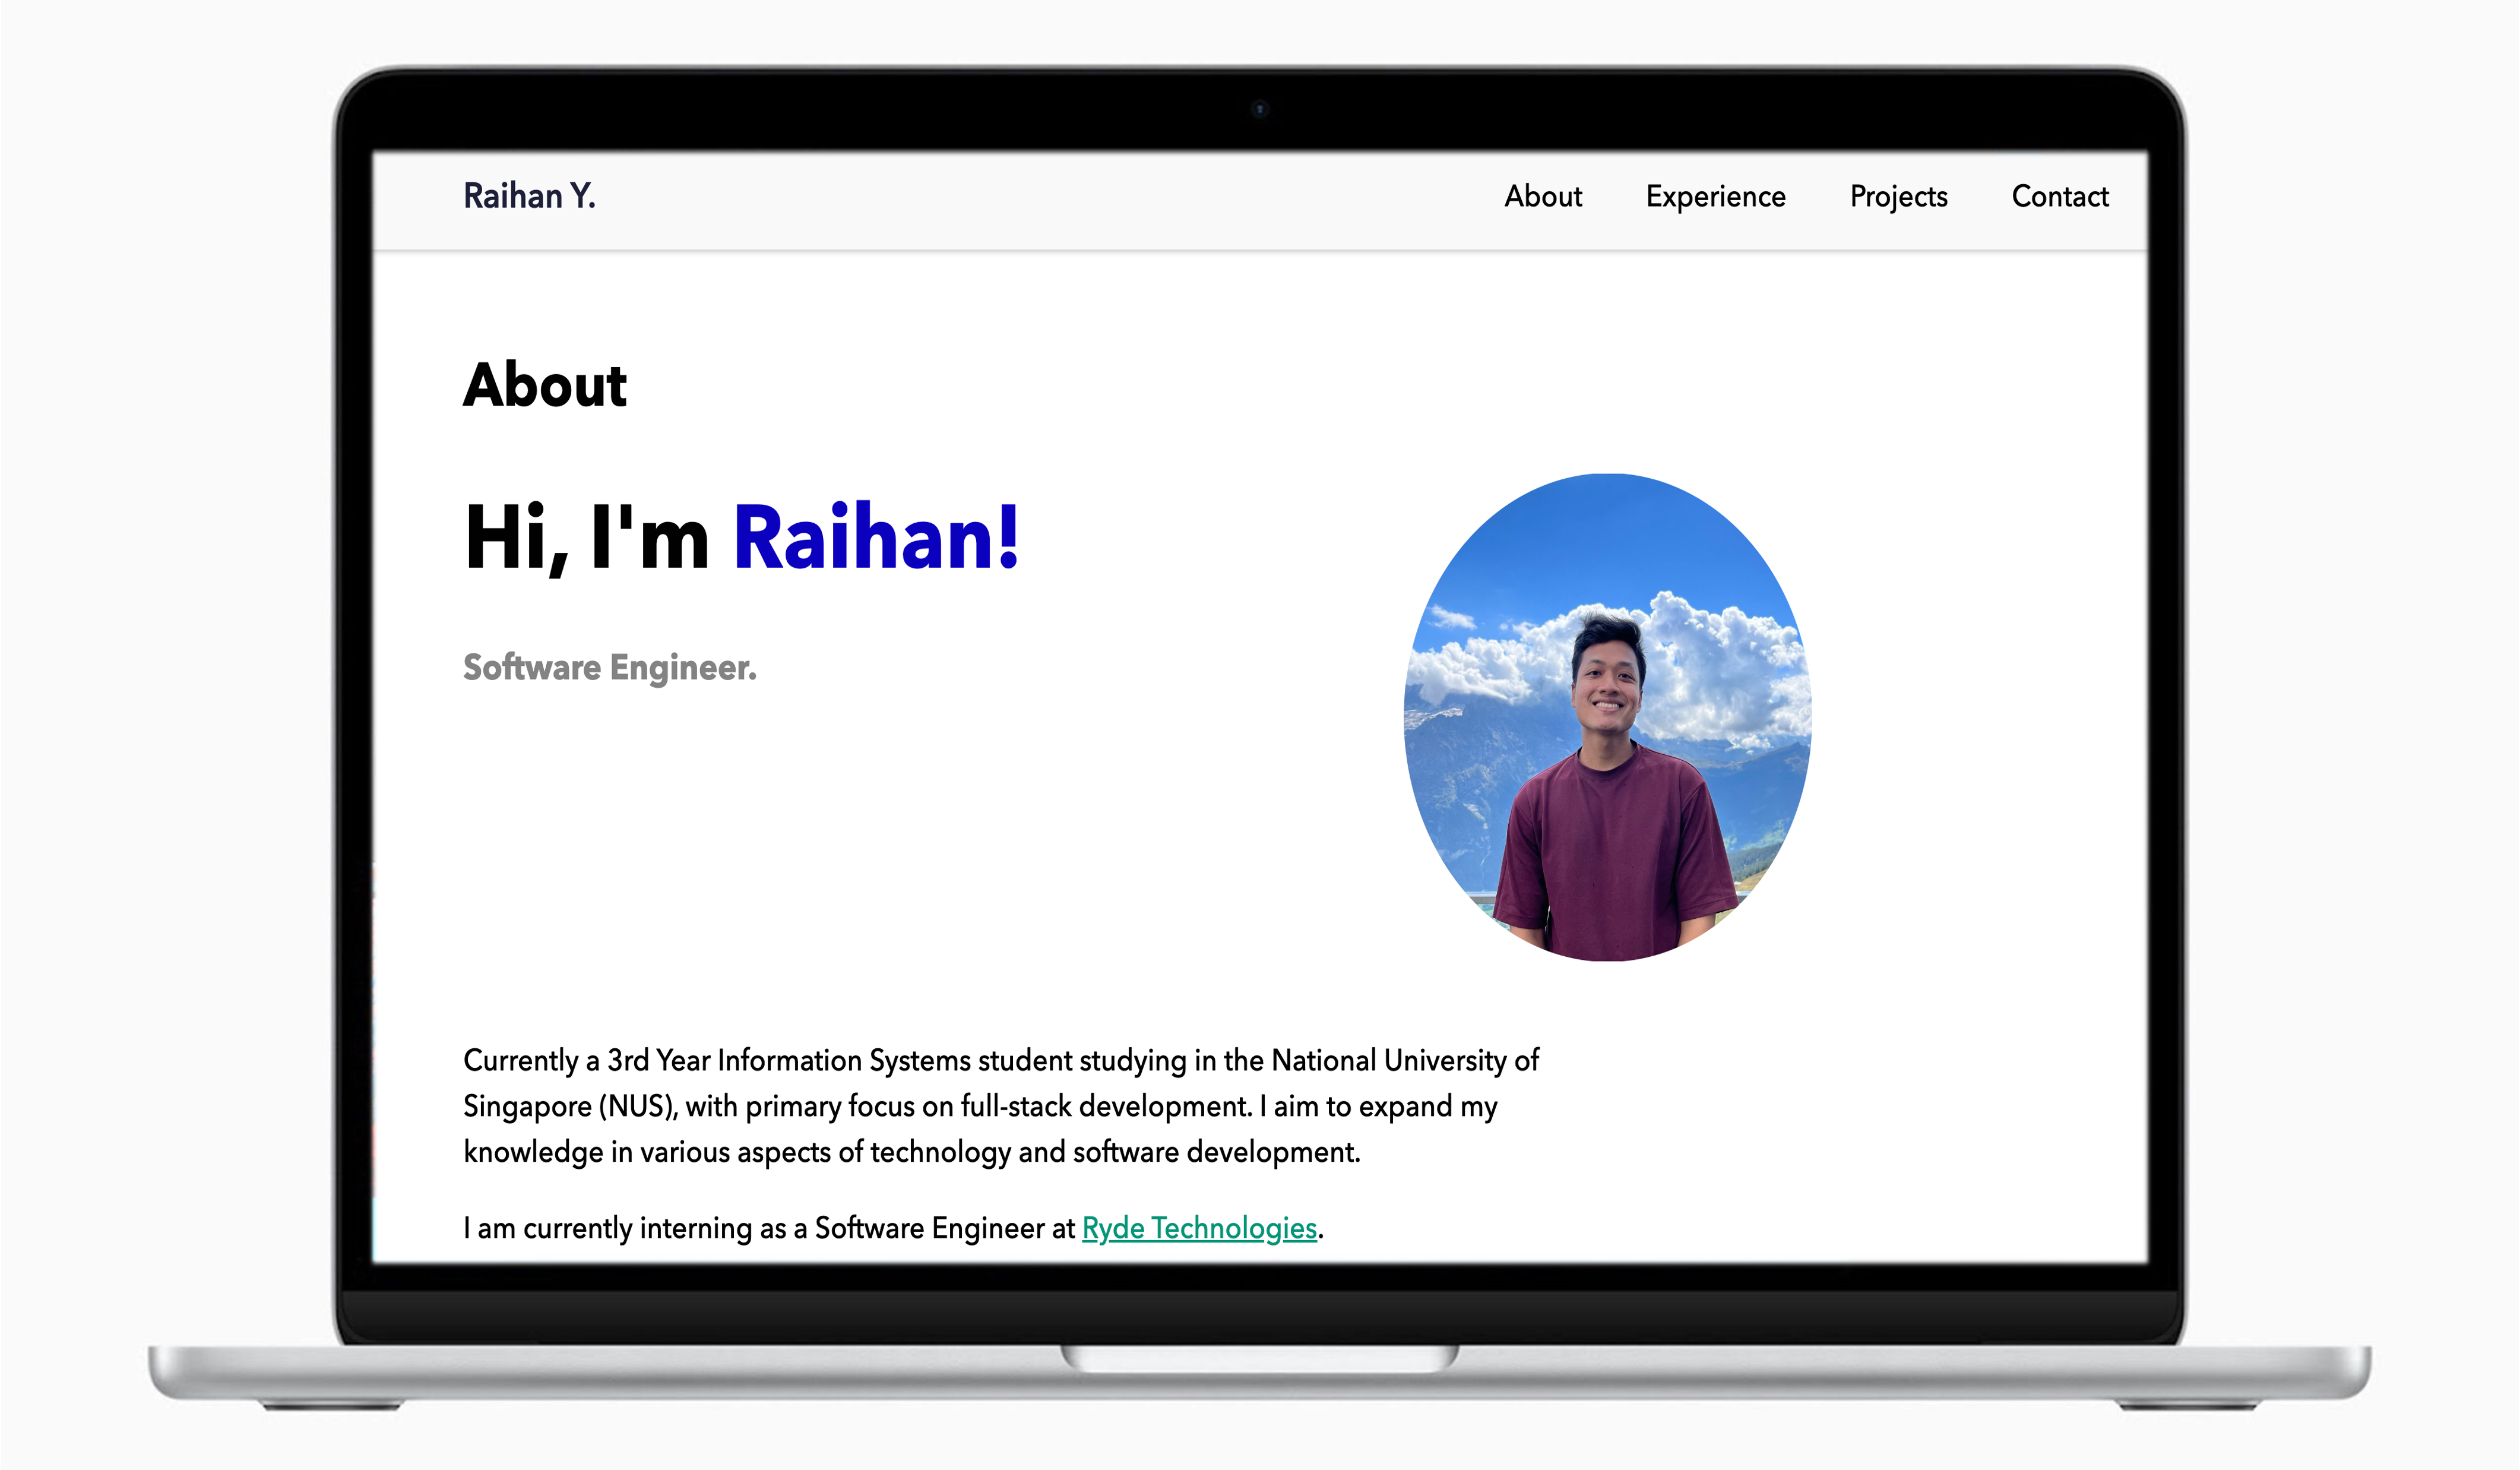 Raihan Y.
About Experience Projects Contact
About
Hi, I'm Raihan!
Software Engineer.
Currently a 3rd Year Information Systems student studying in the National University of
Singapore (NUS), with primary focus on full-stack development. I aim to expand my
knowledge in various aspects of technology and software development.
I am currently interning as a Software Engineer at Ryde Technologies.